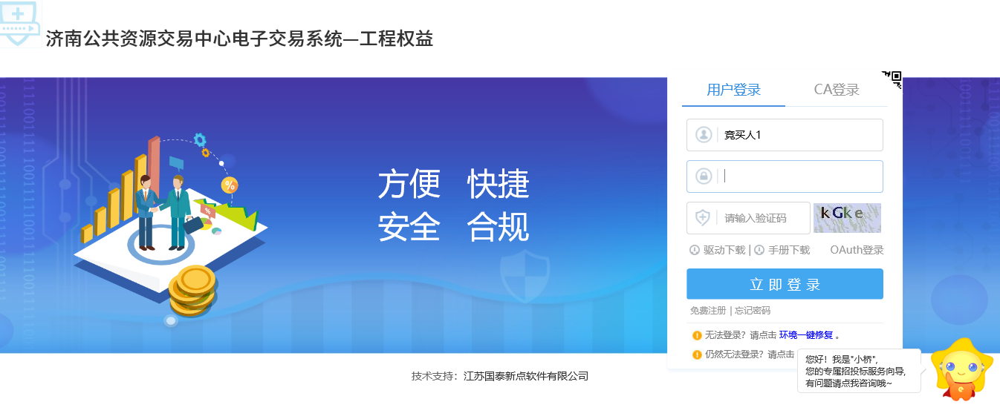 济南公共资源交易中心电子交易系统—工程权益
用户登录 CA登录
竞买人1
请输入验证码 kGke
驱动下载 | 手册下载 OAuth登录
立即登录
免费注册 | 忘记密码
无法登录？请点击 环境一键修复 。
仍然无法登录？请点击
方便 快捷
安全 合规
%
%
您好！我是"小桥",
您的专属招投标服务向导,
有问题请点我咨询哦~
技术支持：江苏国泰新点软件有限公司